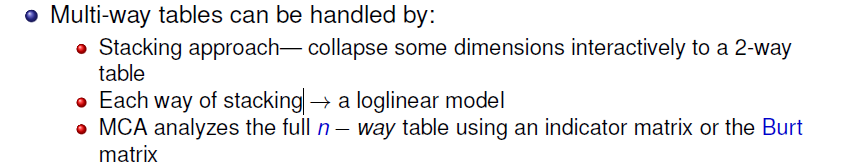 Multi-way tables can be handled by:
Stacking approach— collapse some dimensions interactively to a 2-way
table
Each way of stacking → a loglinear model
MCA analyzes the full n – way table using an indicator matrix or the Burt
matrix